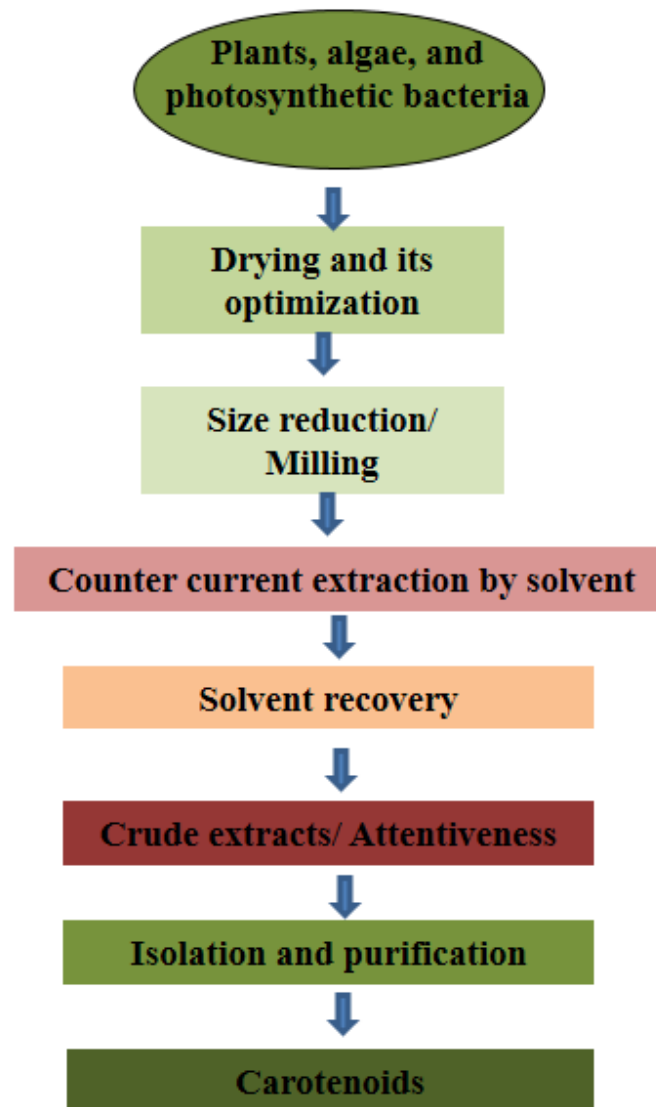 Plants, algae, and
photosynthetic bacteria
Drying and its
optimization
Size reduction/
Milling
Counter current extraction by solvent
Solvent recovery
Crude extracts/ Attentiveness
Isolation and purification
Carotenoids